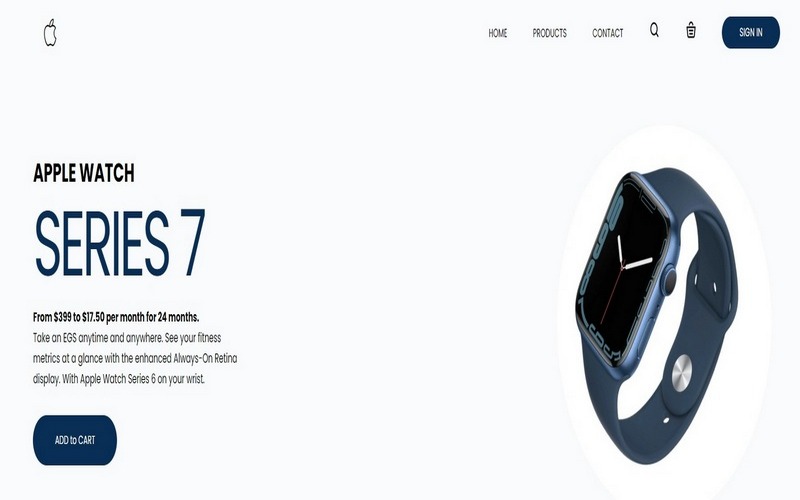 HOME PRODUCTS CONTACT SIGN IN
APPLE WATCH
SERIES 7
From $399 to $17.50 per month for 24 months.
Take an EGS anytime and anywhere. See your fitness
metrics at a glance with the enhanced Always-On Retina
display. With Apple Watch Series 6 on your wrist.
ADD to CART